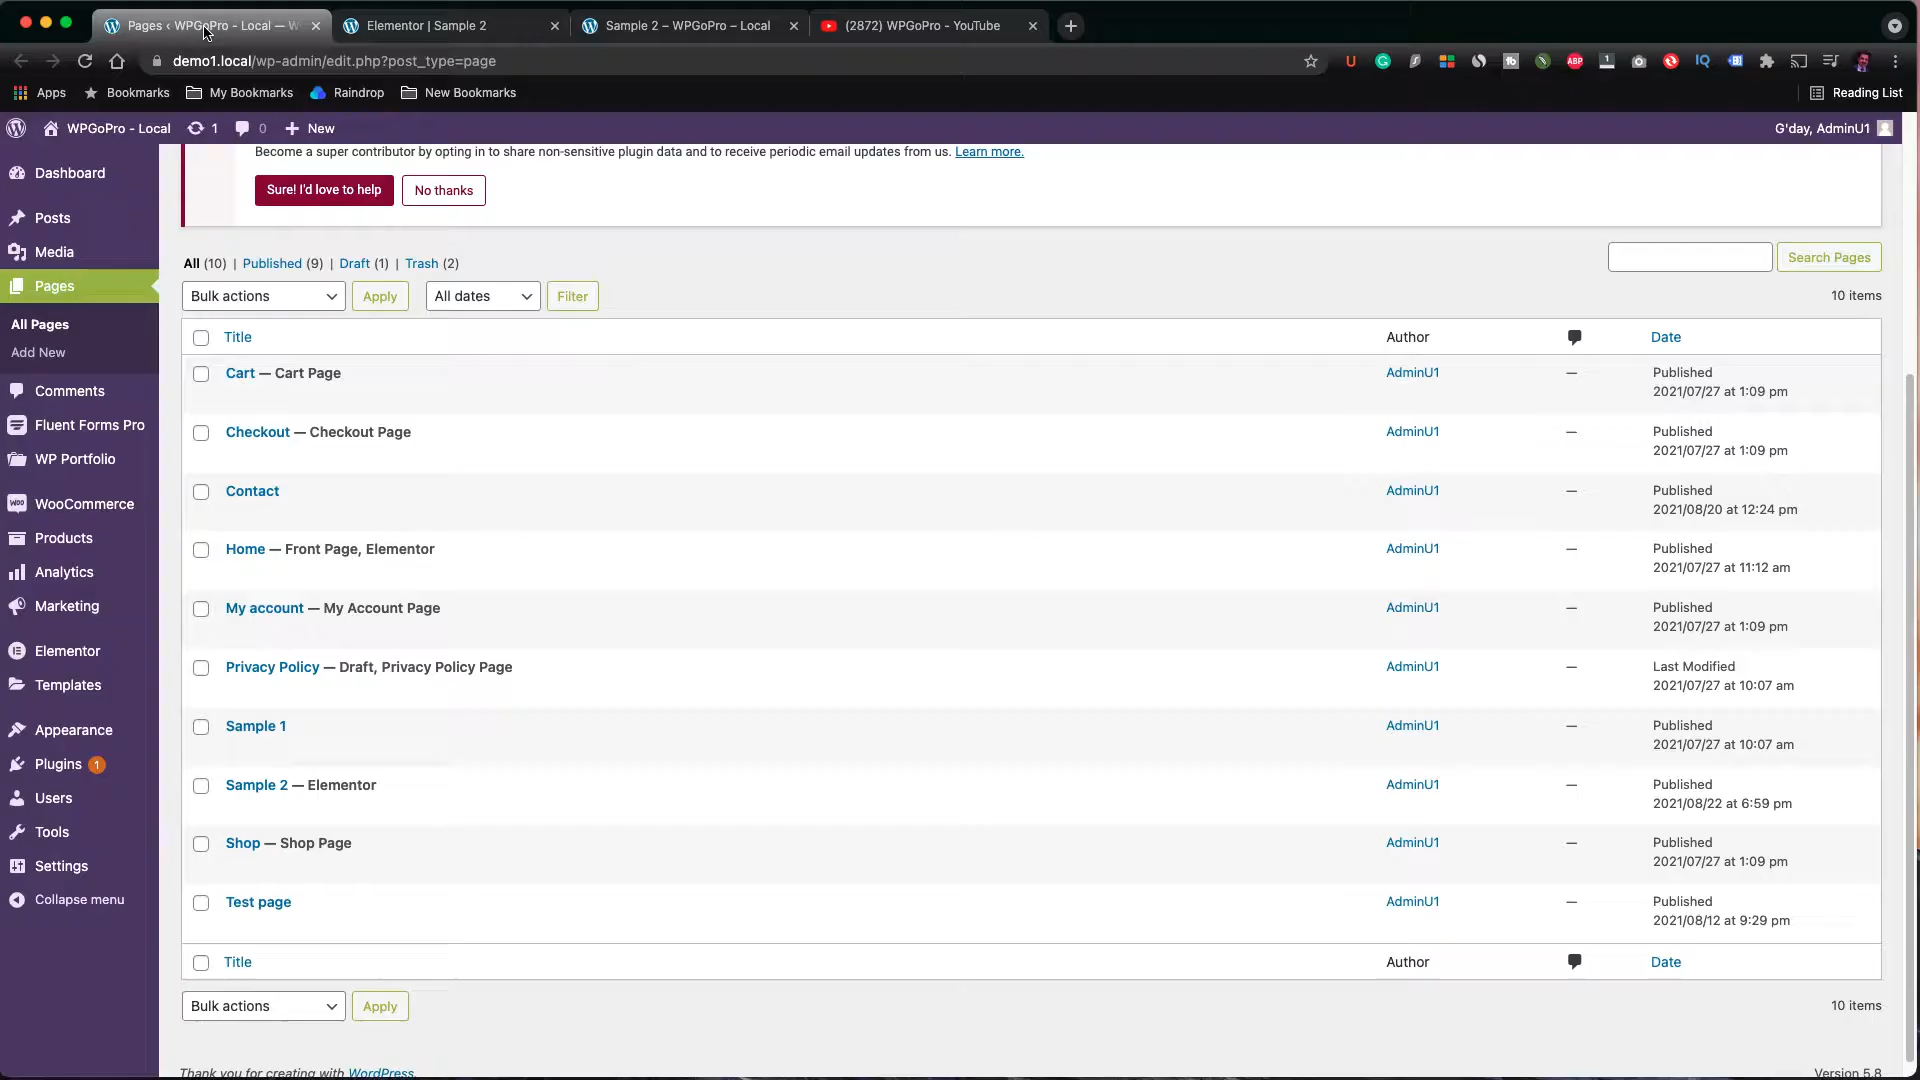 Pages ‹ WPGoPro - Local — W
Elementor | Sample 2
Sample 2 – WPGoPro – Local
(2872) WPGoPro - YouTube
demo1.local/wp-admin/edit.php?post_type=page
Apps
Bookmarks
My Bookmarks
Raindrop
New Bookmarks
Reading List
WPGoPro - Local
1
0
New
G'day, AdminU1
Become a super contributor by opting in to share non-sensitive plugin data and to receive periodic email updates from us. Learn more.
Sure! I'd love to help
No thanks
Dashboard
Posts
Media
Pages
All Pages
Add New
Comments
Fluent Forms Pro
WP Portfolio
WooCommerce
Products
Analytics
Marketing
Elementor
Templates
Appearance
Plugins 1
Users
Tools
Settings
Collapse menu
All (10) | Published (9) | Draft (1) | Trash (2)
Search Pages
Bulk actions
Apply
All dates
Filter
10 items
Title Author Date
Cart — Cart Page AdminU1 — Published
2021/07/27 at 1:09 pm
Checkout — Checkout Page AdminU1 — Published
2021/07/27 at 1:09 pm
Contact AdminU1 — Published
2021/08/20 at 12:24 pm
Home — Front Page, Elementor AdminU1 — Published
2021/07/27 at 11:12 am
My account — My Account Page AdminU1 — Published
2021/07/27 at 1:09 pm
Privacy Policy — Draft, Privacy Policy Page AdminU1 — Last Modified
2021/07/27 at 10:07 am
Sample 1 AdminU1 — Published
2021/07/27 at 10:07 am
Sample 2 — Elementor AdminU1 — Published
2021/08/22 at 6:59 pm
Shop — Shop Page AdminU1 — Published
2021/07/27 at 1:09 pm
Test page AdminU1 — Published
2021/08/12 at 9:29 pm
Title Author Date
Bulk actions
Apply
10 items
Thank you for creating with WordPress.
Version 5.8